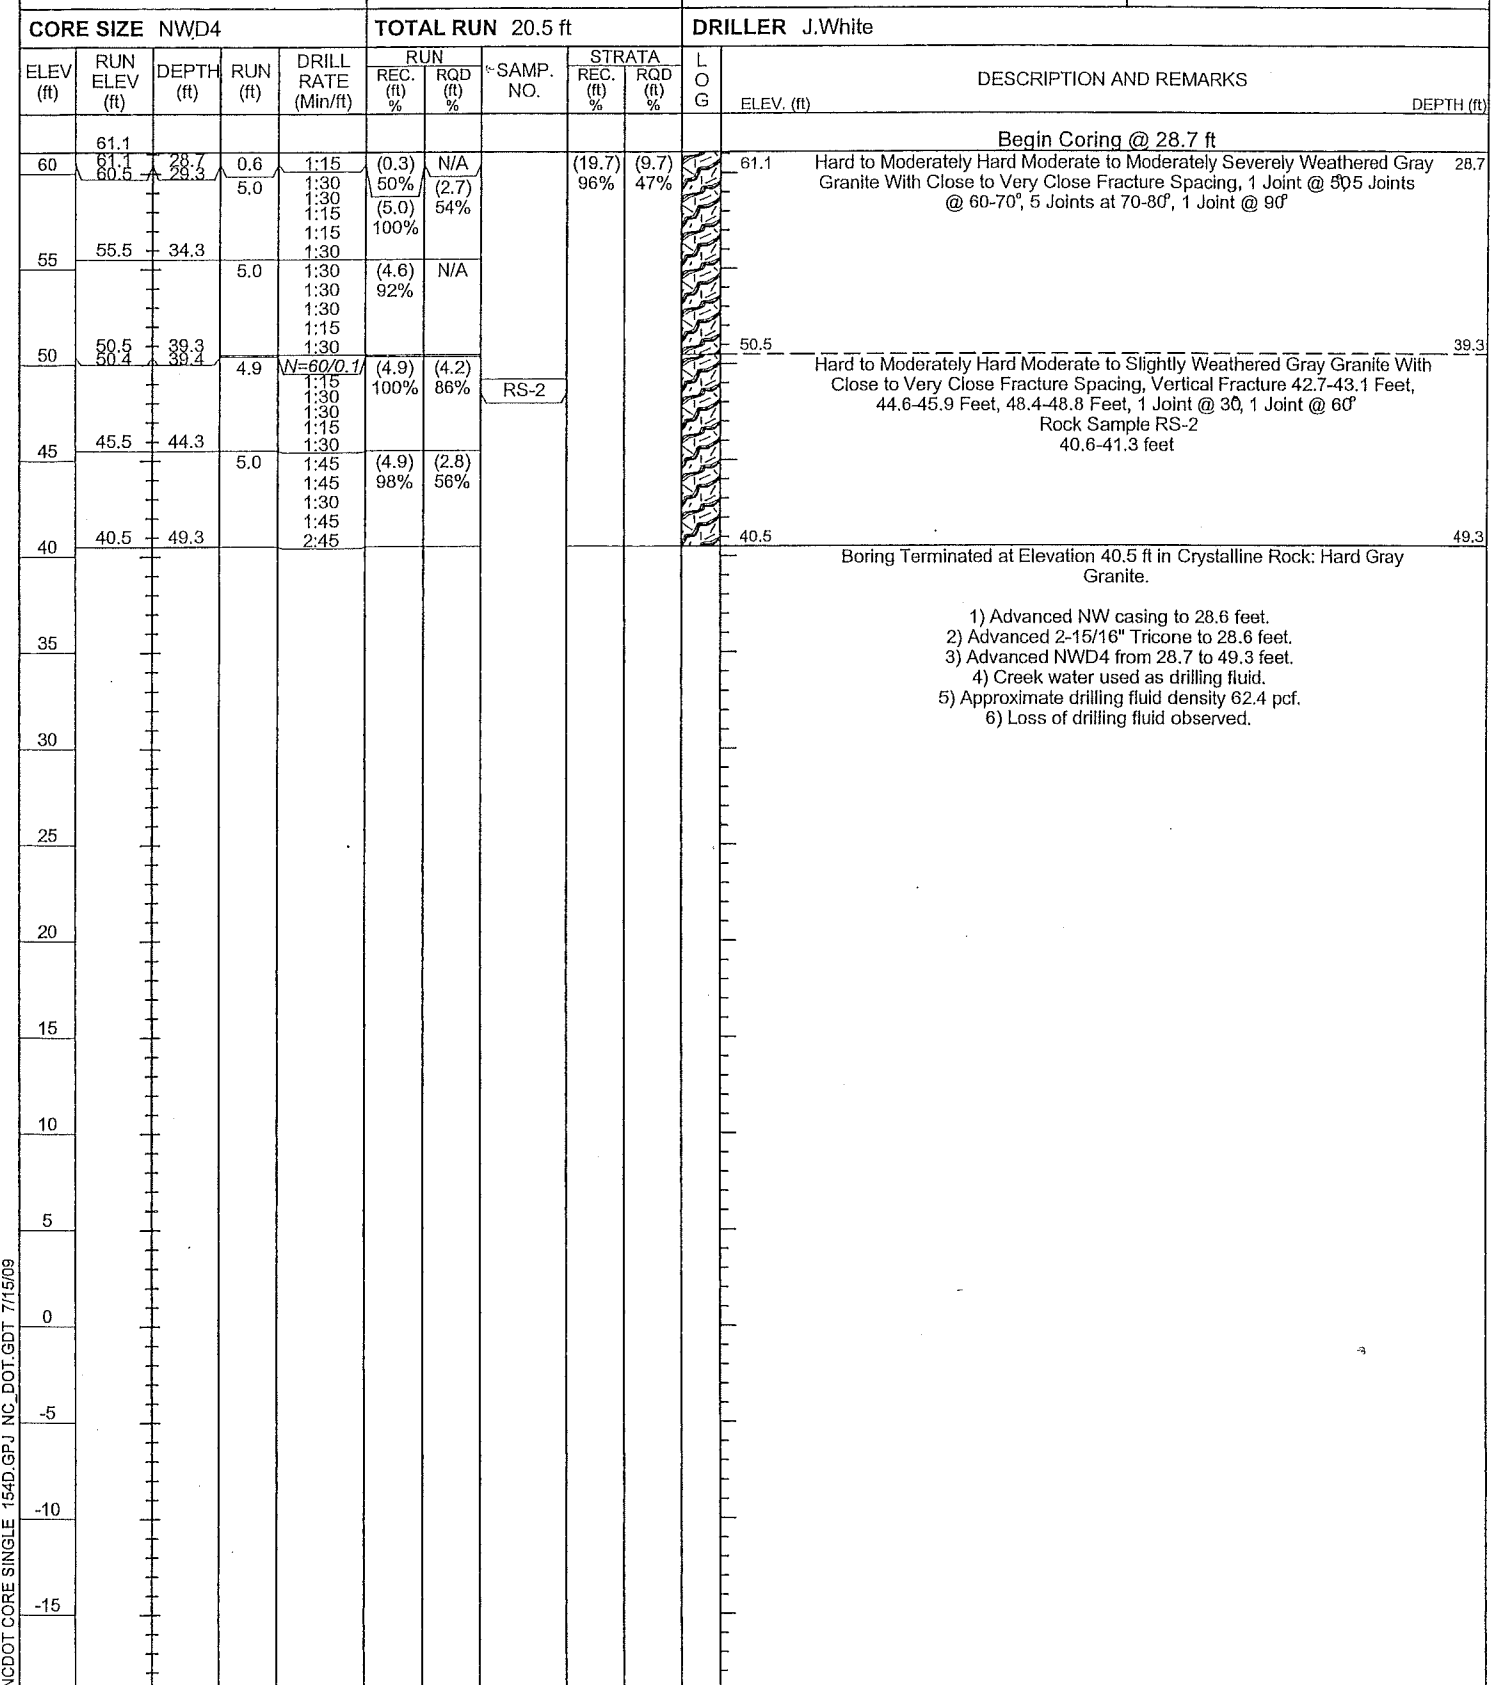 CORE SIZE NWD4 TOTAL RUN 20.5 ft DRILLER J.White
ELEV (ft) RUN ELEV (ft) DEPTH (ft) RUN (ft) DRILL RATE (Min/ft) RUN REC. (ft) % RQD (ft) % SAMP. NO. STRATA REC. (ft) % RQD (ft) % LOG DESCRIPTION AND REMARKS
ELEV. (ft) DEPTH (ft)
61.1 Begin Coring @ 28.7 ft
60 61.1 28.7 0.6 1:15 (0.3) N/A (19.7) (9.7) 61.1 Hard to Moderately Hard Moderate to Moderately Severely Weathered Gray 28.7
60.5 29.3 5.0 1:30 50% (2.7) 96% 47% Granite With Close to Very Close Fracture Spacing, 1 Joint @ 50 5 Joints
1:30
1:15 (5.0) 54% @ 60-70°, 5 Joints at 70-80°, 1 Joint @ 90°
1:15 100%
55.5 34.3 1:30
55 5.0 1:30 (4.6) N/A
1:30 92%
1:30
1:15
50.5 39.3 1:30 50.5 39.3
50 50.4 39.4 4.9 N=60/0.1 (4.9) (4.2) Hard to Moderately Hard Moderate to Slightly Weathered Gray Granite With
1:15 100% 86% RS-2 Close to Very Close Fracture Spacing, Vertical Fracture 42.7-43.1 Feet,
1:30
1:30 44.6-45.9 Feet, 48.4-48.8 Feet, 1 Joint @ 30, 1 Joint @ 60°
1:15 Rock Sample RS-2
45.5 44.3 1:30 40.6-41.3 feet
45 5.0 1:45 (4.9) (2.8)
1:45 98% 56%
1:30
1:45
40.5 49.3 2:45 40.5 49.3
40 Boring Terminated at Elevation 40.5 ft in Crystalline Rock: Hard Gray
Granite.
1) Advanced NW casing to 28.6 feet.
35 2) Advanced 2-15/16" Tricone to 28.6 feet.
3) Advanced NWD4 from 28.7 to 49.3 feet.
4) Creek water used as drilling fluid.
5) Approximate drilling fluid density 62.4 pcf.
6) Loss of drilling fluid observed.
30
25
20
15
10
5
0
-5
-10
-15
NCDOT CORE SINGLE 154D.GPJ NC_DOT.GDT 7/15/09